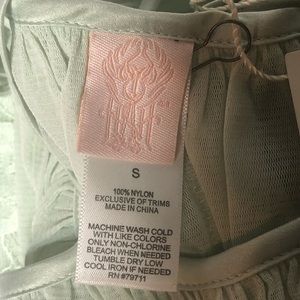 S
100% NYLON
EXCLUSIVE OF TRIMS
MADE IN CHINA
MACHINE WASH COLD
WITH LIKE COLORS
ONLY NON-CHLORINE
BLEACH WHEN NEEDED
TUMBLE DRY LOW
COOL IRON IF NEEDED
RN #79711